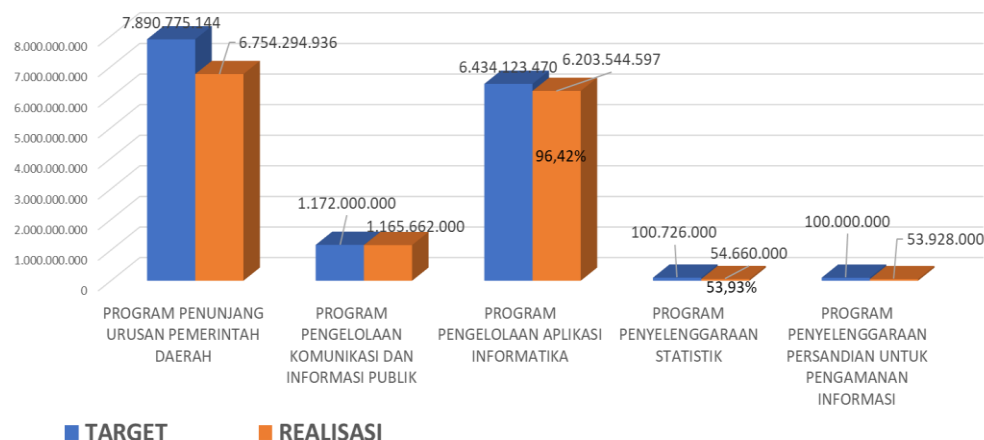 7.890.775.144
6.754.294.936
6.434.123.470
6.203.544.597
96,42%
1.172.000.000
1.165.662.000
100.726.000
54.660.000
53,93%
100.000.000
53.928.000
8.000.000.000
7.000.000.000
6.000.000.000
5.000.000.000
4.000.000.000
3.000.000.000
2.000.000.000
1.000.000.000
0
PROGRAM PENUNJANG
URUSAN PEMERINTAH
DAERAH
PROGRAM
PENGELOLAAN
KOMUNIKASI DAN
INFORMASI PUBLIK
PROGRAM
PENGELOLAAN APLIKASI
INFORMATIKA
PROGRAM
PENYELENGGARAAN
STATISTIK
PROGRAM
PENYELENGGARAAN
PERSANDIAN UNTUK
PENGAMANAN
INFORMASI
TARGET
REALISASI